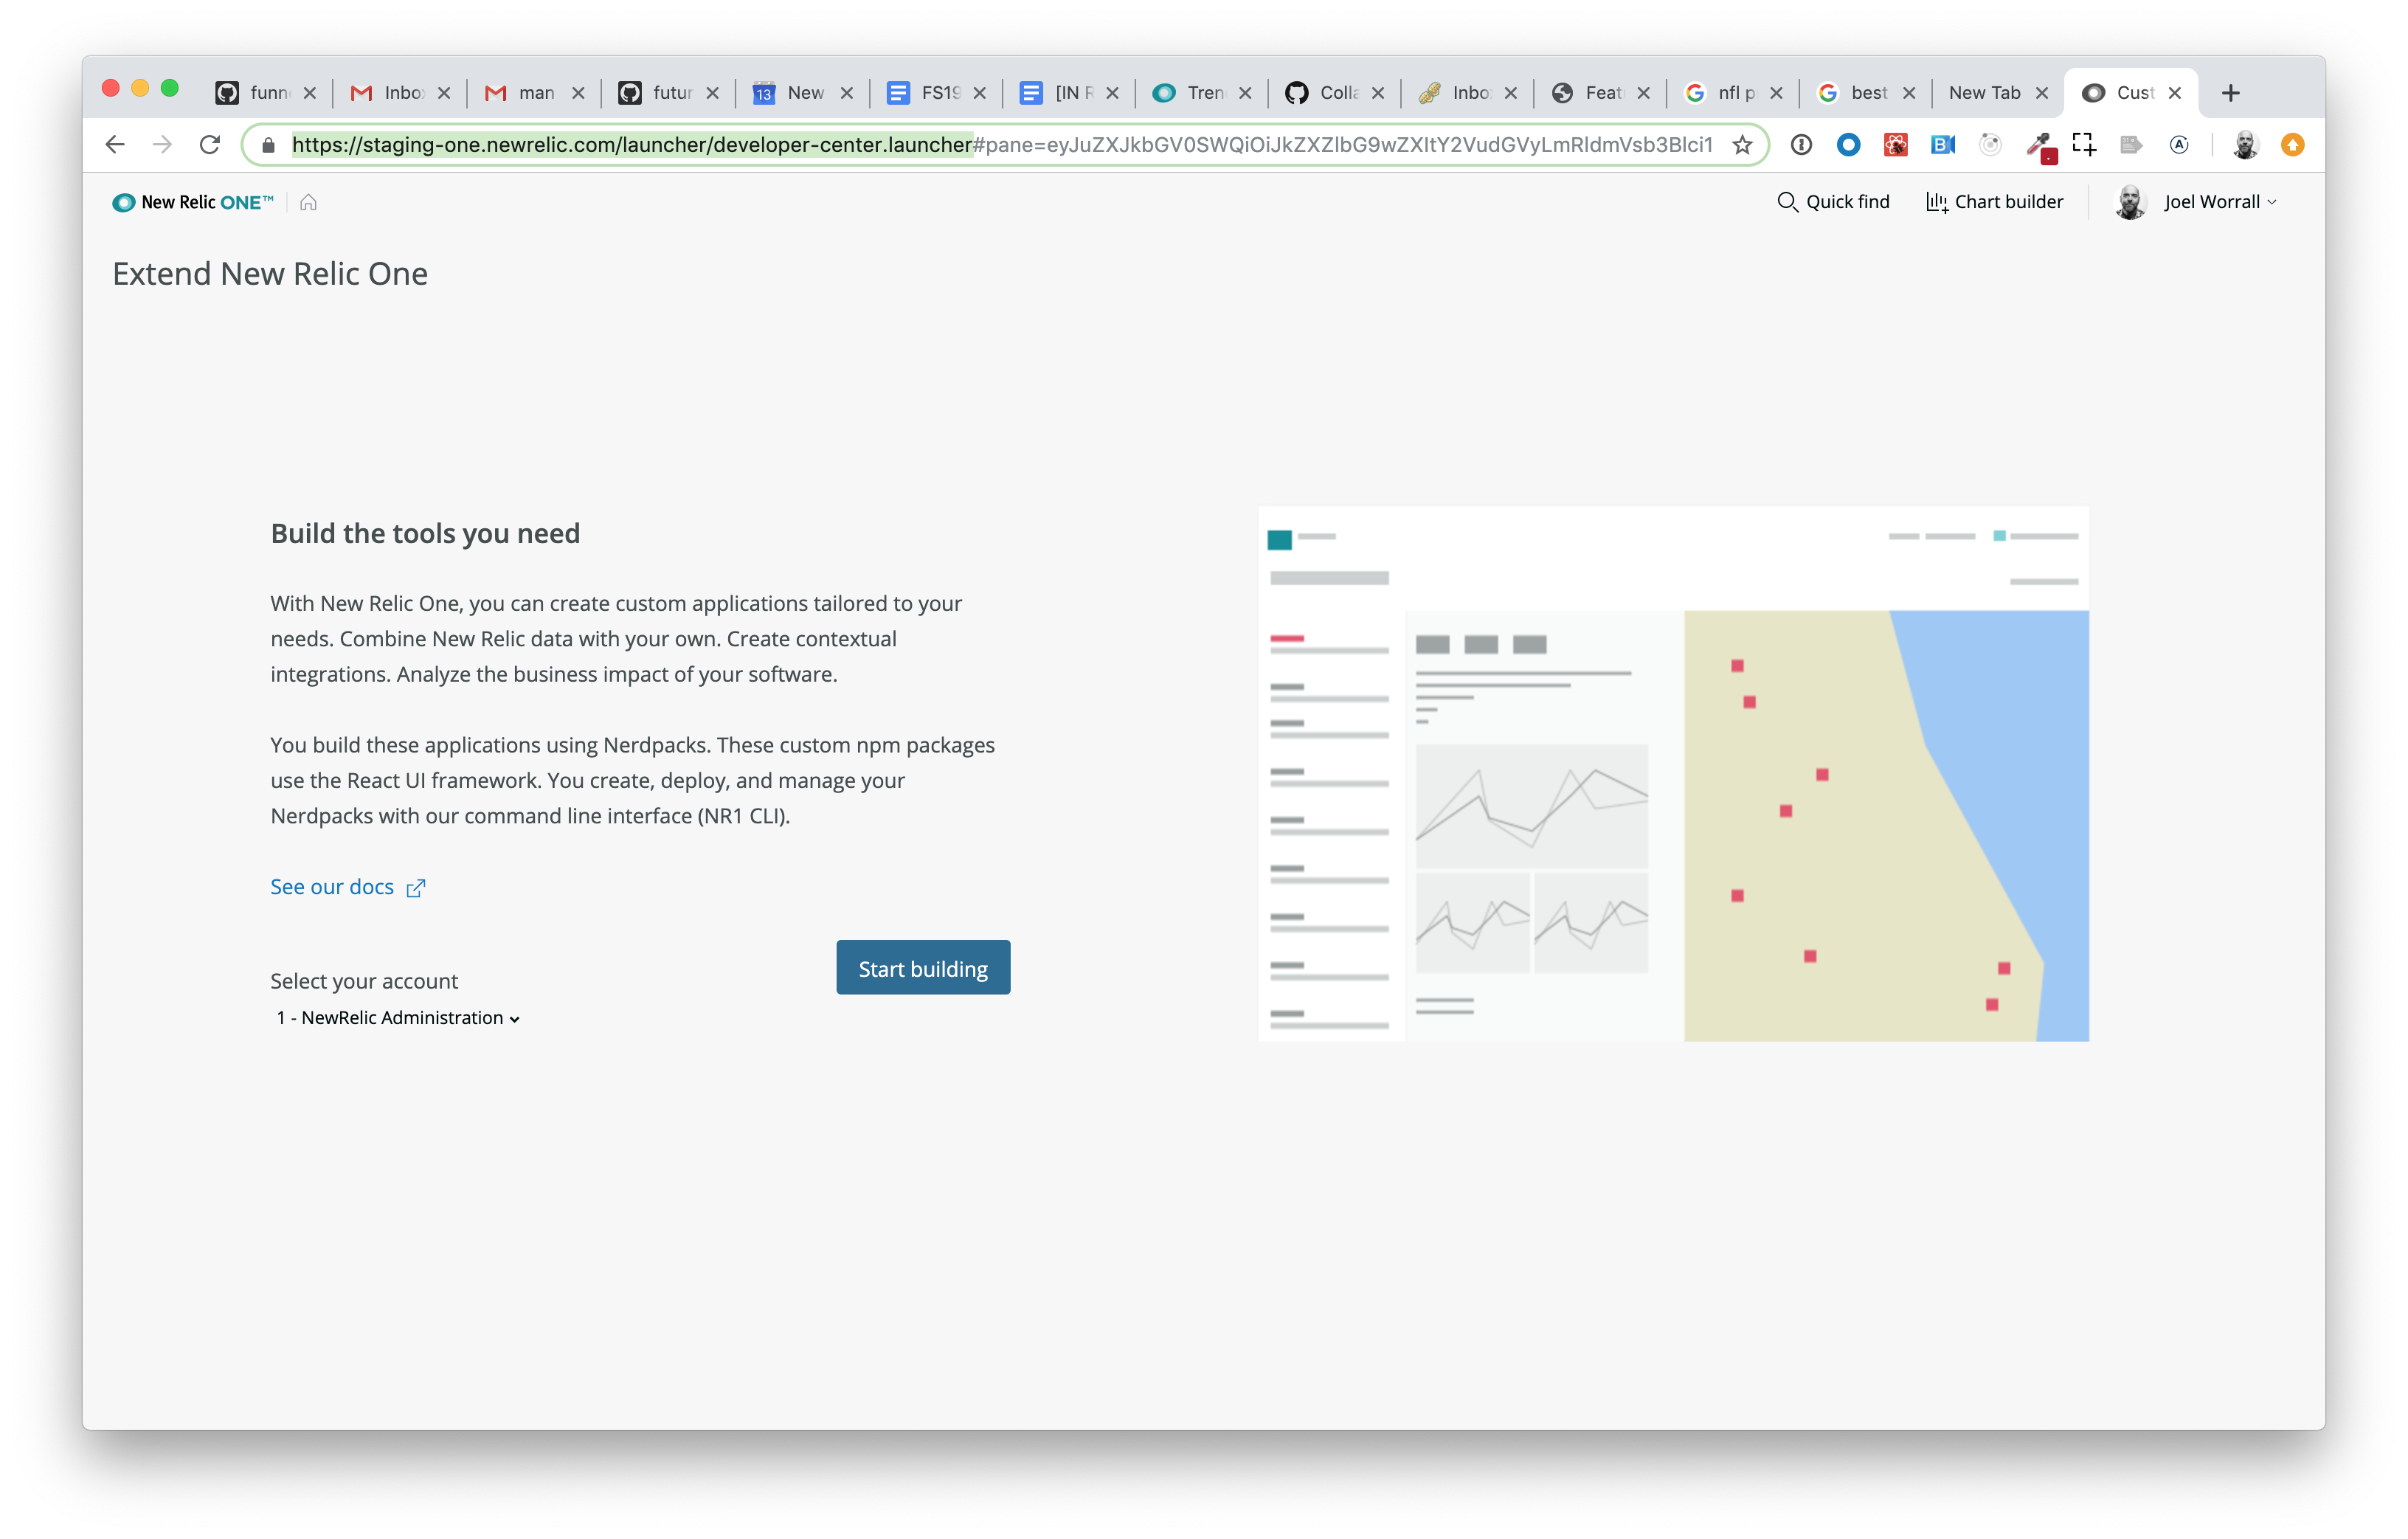 funn
Inbo
man
futur
13
New
FS19
[IN R
Tren
Colla
Inbo
Feat
nfl p
best
New Tab
Cust
https://staging-one.newrelic.com/launcher/developer-center.launcher#pane=eyJuZXJkbGV0SWQiOiJkZXZlbG9wZXItY2VudGVyLmRldmVsb3Blci1
New Relic ONE™
Quick find
Chart builder
Joel Worrall
Extend New Relic One
Build the tools you need
With New Relic One, you can create custom applications tailored to your
needs. Combine New Relic data with your own. Create contextual
integrations. Analyze the business impact of your software.
You build these applications using Nerdpacks. These custom npm packages
use the React UI framework. You create, deploy, and manage your
Nerdpacks with our command line interface (NR1 CLI).
See our docs
Start building
Select your account
1 - NewRelic Administration